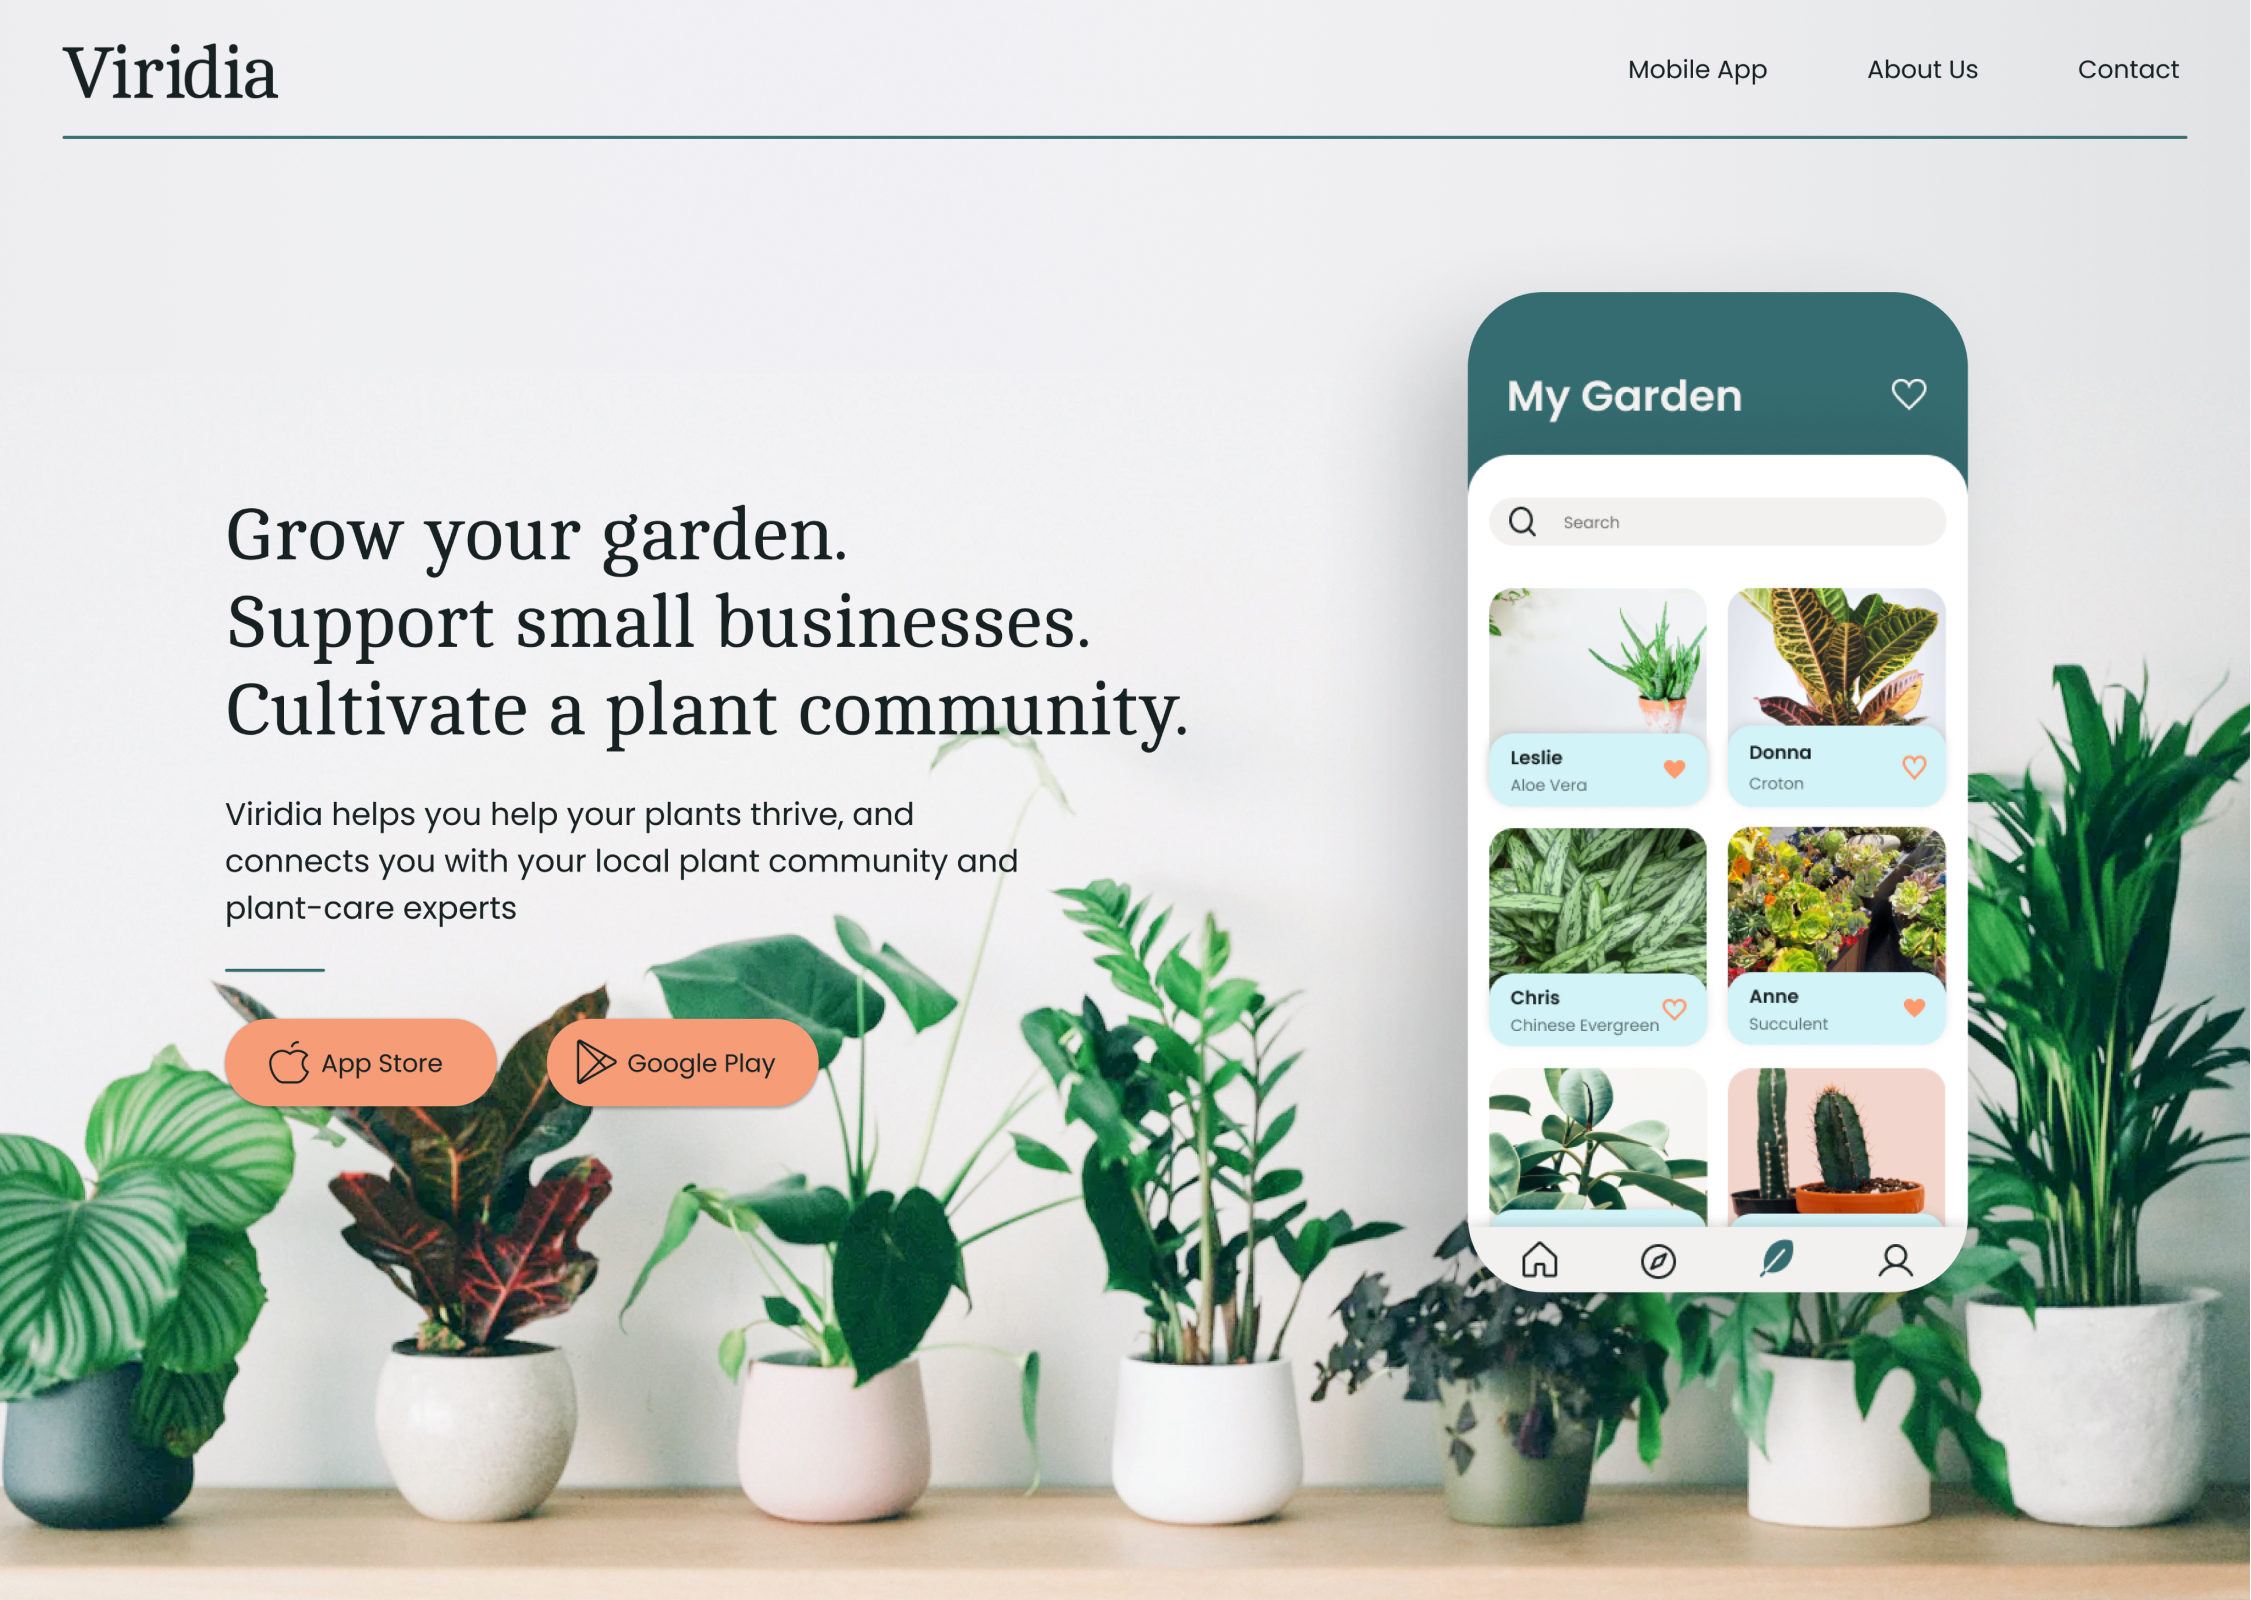 Viridia
Mobile App
About Us
Contact
Grow your garden.
Support small businesses.
Cultivate a plant community.
Viridia helps you help your plants thrive, and
connects you with your local plant community and
plant-care experts
App Store
Google Play
My Garden
Search
Leslie
Aloe Vera
Donna
Croton
Chris
Chinese Evergreen
Anne
Succulent